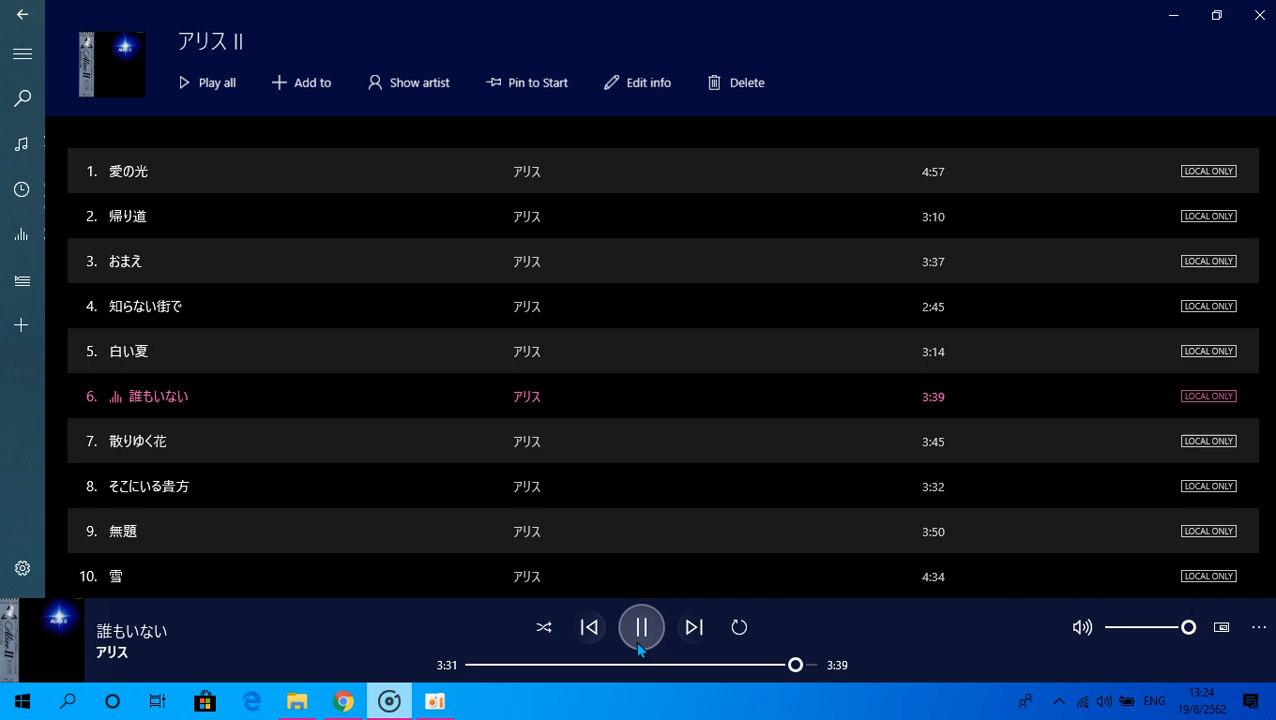 アリス II
Play all
Add to
Show artist
Pin to Start
Edit info
Delete
1. 愛の光 アリス 4:57 LOCAL ONLY
2. 帰り道 アリス 3:10 LOCAL ONLY
3. おまえ アリス 3:37 LOCAL ONLY
4. 知らない街で アリス 2:45 LOCAL ONLY
5. 白い夏 アリス 3:14 LOCAL ONLY
6. 誰もいない アリス 3:39 LOCAL ONLY
7. 散りゆく花 アリス 3:45 LOCAL ONLY
8. そこにいる貴方 アリス 3:32 LOCAL ONLY
9. 無題 アリス 3:50 LOCAL ONLY
10. 雪 アリス 4:34 LOCAL ONLY
誰もいない
アリス
3:31
3:39
ENG
13:24
19/8/2562